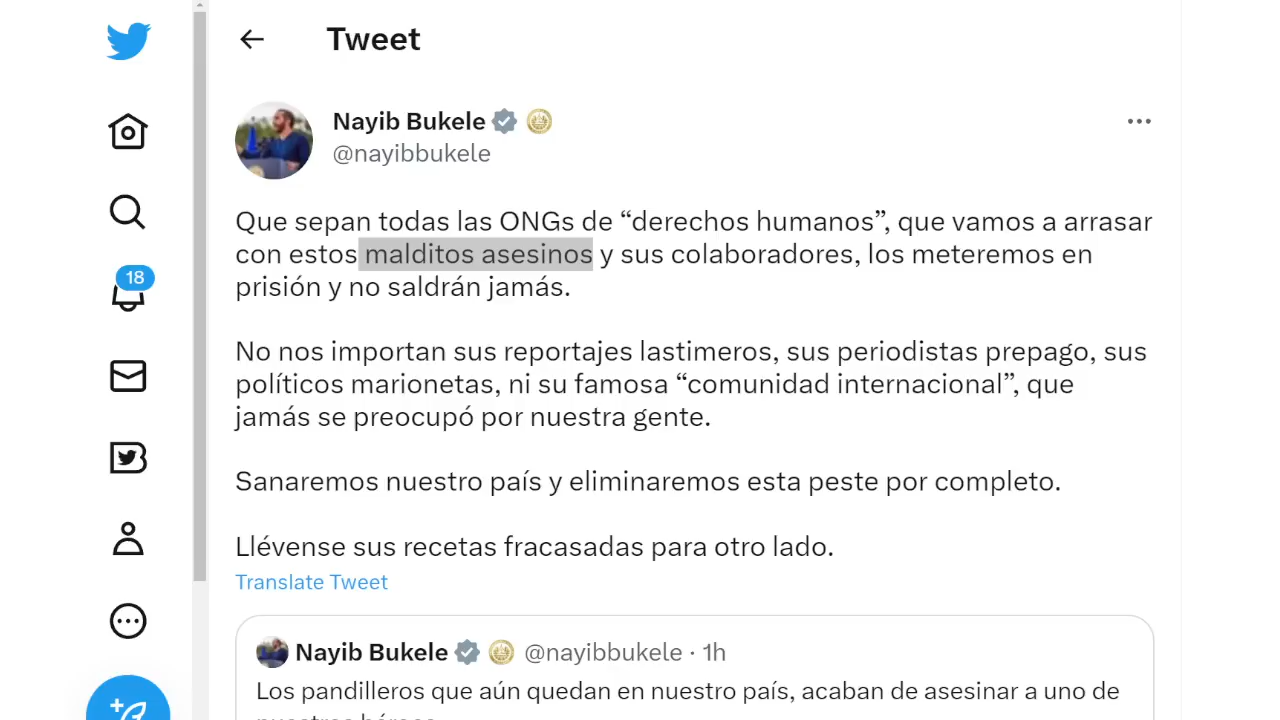 Tweet
Nayib Bukele
@nayibbukele
Que sepan todas las ONGs de “derechos humanos”, que vamos a arrasar
con estos malditos asesinos y sus colaboradores, los meteremos en
prisión y no saldrán jamás.
18
No nos importan sus reportajes lastimeros, sus periodistas prepago, sus
políticos marionetas, ni su famosa “comunidad internacional”, que
jamás se preocupó por nuestra gente.
Sanaremos nuestro país y eliminaremos esta peste por completo.
Llévense sus recetas fracasadas para otro lado.
Translate Tweet
Nayib Bukele @nayibbukele · 1h
Los pandilleros que aún quedan en nuestro país, acaban de asesinar a uno de